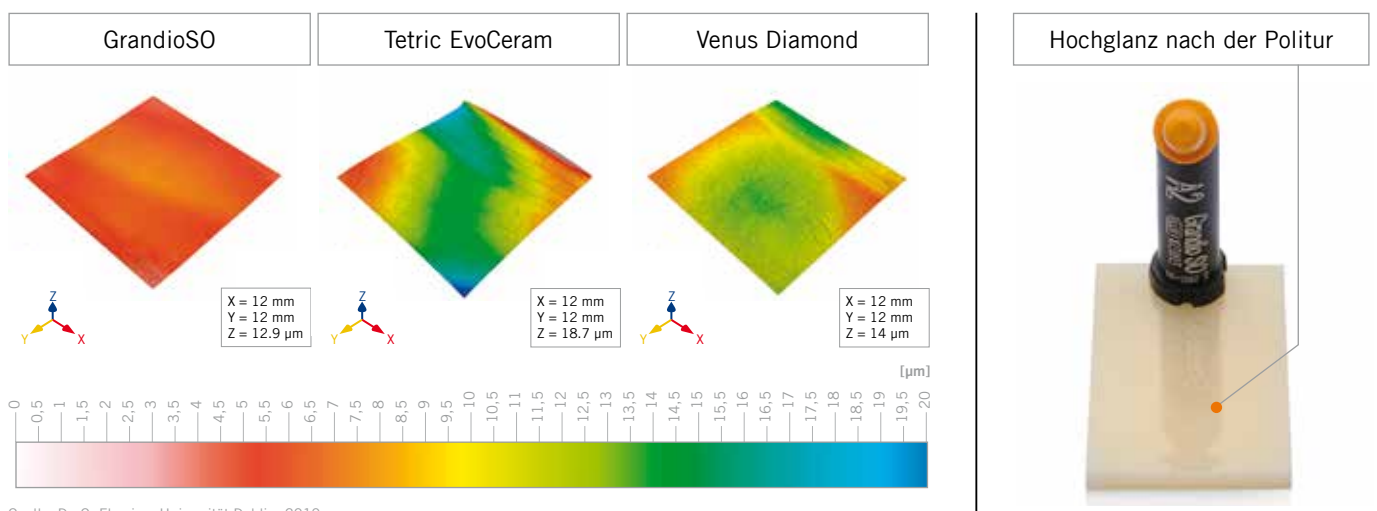 GrandioSO
Tetric EvoCeram
Venus Diamond
Hochglanz nach der Politur
Z
Y
X
X = 12 mm
Y = 12 mm
Z = 12.9 µm
Z
Y
X
X = 12 mm
Y = 12 mm
Z = 18.7 µm
Z
Y
X
X = 12 mm
Y = 12 mm
Z = 14 µm
A2
Grandio SO
[µm]
0 0,5 1 1,5 2 2,5 3 3,5 4 4,5 5 5,5 6 6,5 7 7,5 8 8,5 9 9,5 10 10,5 11 11,5 12 12,5 13 13,5 14 14,5 15 15,5 16 16,5 17 17,5 18 18,5 19 19,5 20